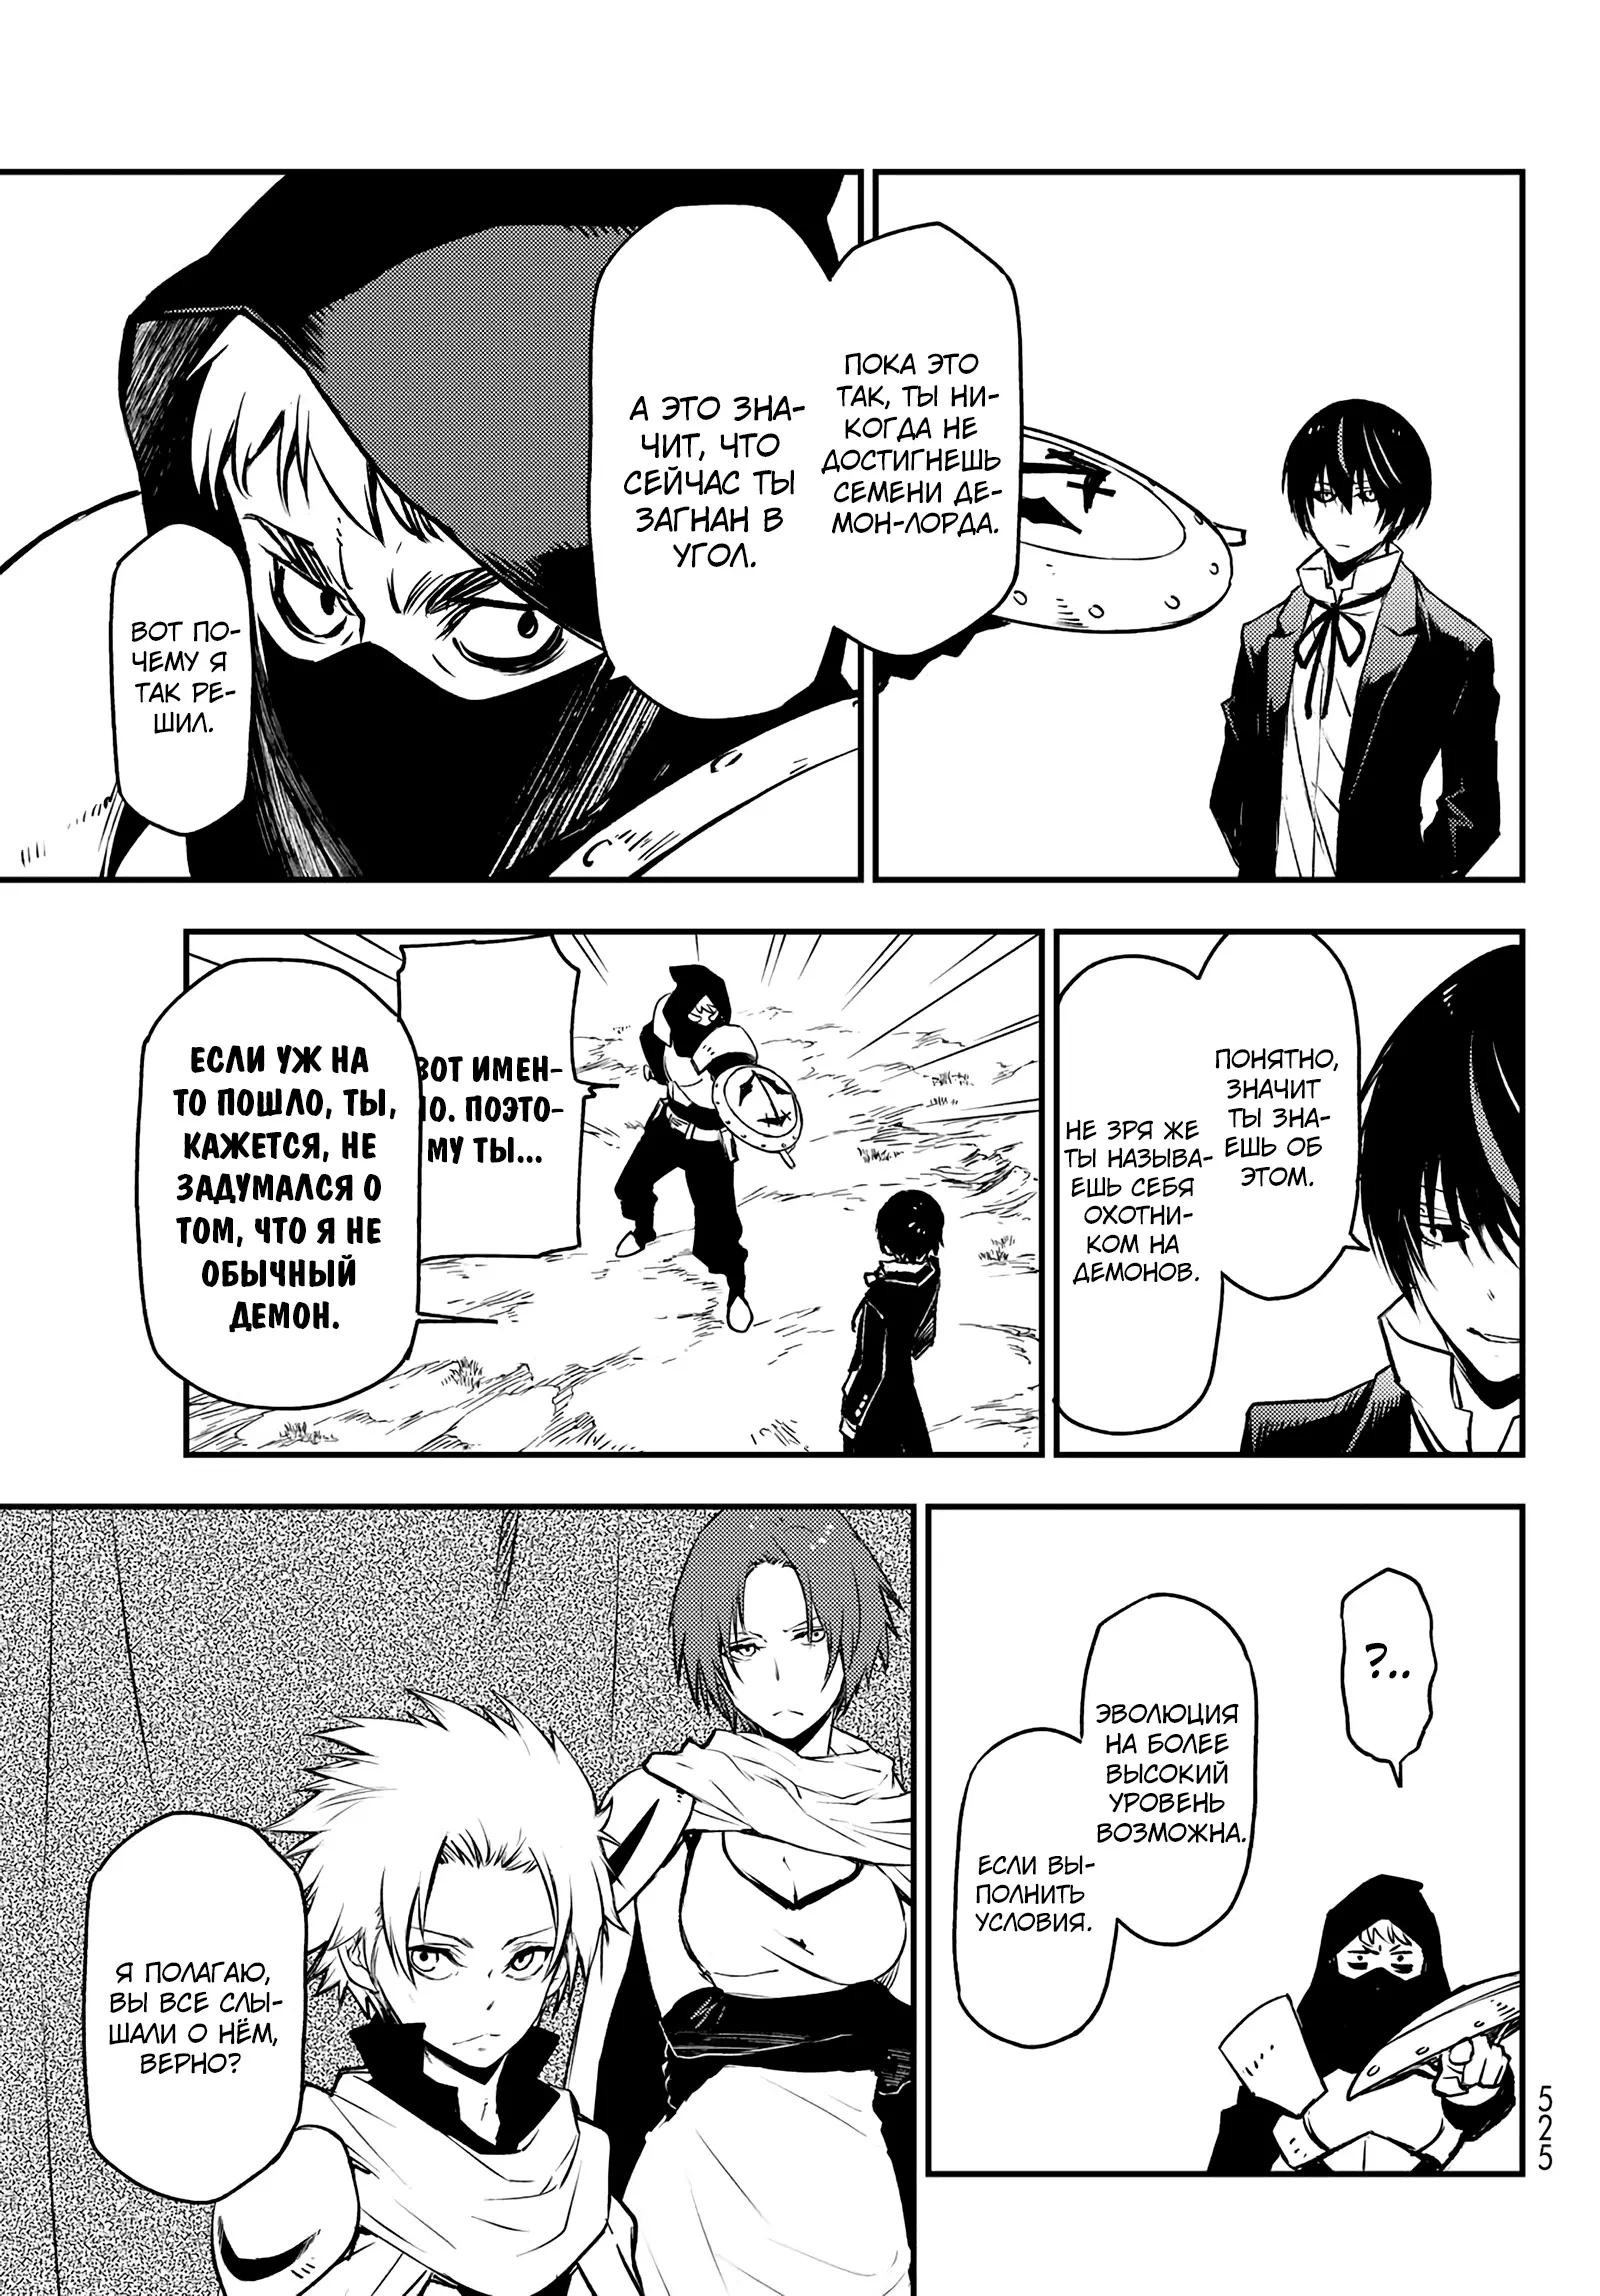 ПОКА ЭТО
ТАК, ТЫ НИ-
КОГДА НЕ
ДОСТИГНЕШЬ
СЕМЕНИ ДЕ-
МОН-ЛОРДА.
А ЭТО ЗНА-
ЧИТ, ЧТО
СЕЙЧАС ТЫ
ЗАГНАН В
УГОЛ.
ВОТ ПО-
ЧЕМУ Я
ТАК РЕ-
ШИЛ.
ПОНЯТНО,
ЗНАЧИТ
ТЫ ЗНА-
ЕШЬ ОБ
ЭТОМ.
НЕ ЗРЯ ЖЕ
ТЫ НАЗЫВА-
ЕШЬ СЕБЯ
ОХОТНИ-
КОМ НА
ДЕМОНОВ.
ВОТ ИМЕН-
НО. ПОЭТО-
МУ ТЫ...
ЕСЛИ УЖ НА
ТО ПОШЛО, ТЫ,
КАЖЕТСЯ, НЕ
ЗАДУМАЛСЯ О
ТОМ, ЧТО Я НЕ
ОБЫЧНЫЙ
ДЕМОН.
?..
ЭВОЛЮЦИЯ
НА БОЛЕЕ
ВЫСОКИЙ
УРОВЕНЬ
ВОЗМОЖНА.
ЕСЛИ ВЫ-
ПОЛНИТЬ
УСЛОВИЯ.
Я ПОЛАГАЮ,
ВЫ ВСЕ СЛЫ-
ШАЛИ О НЁМ,
ВЕРНО?
525